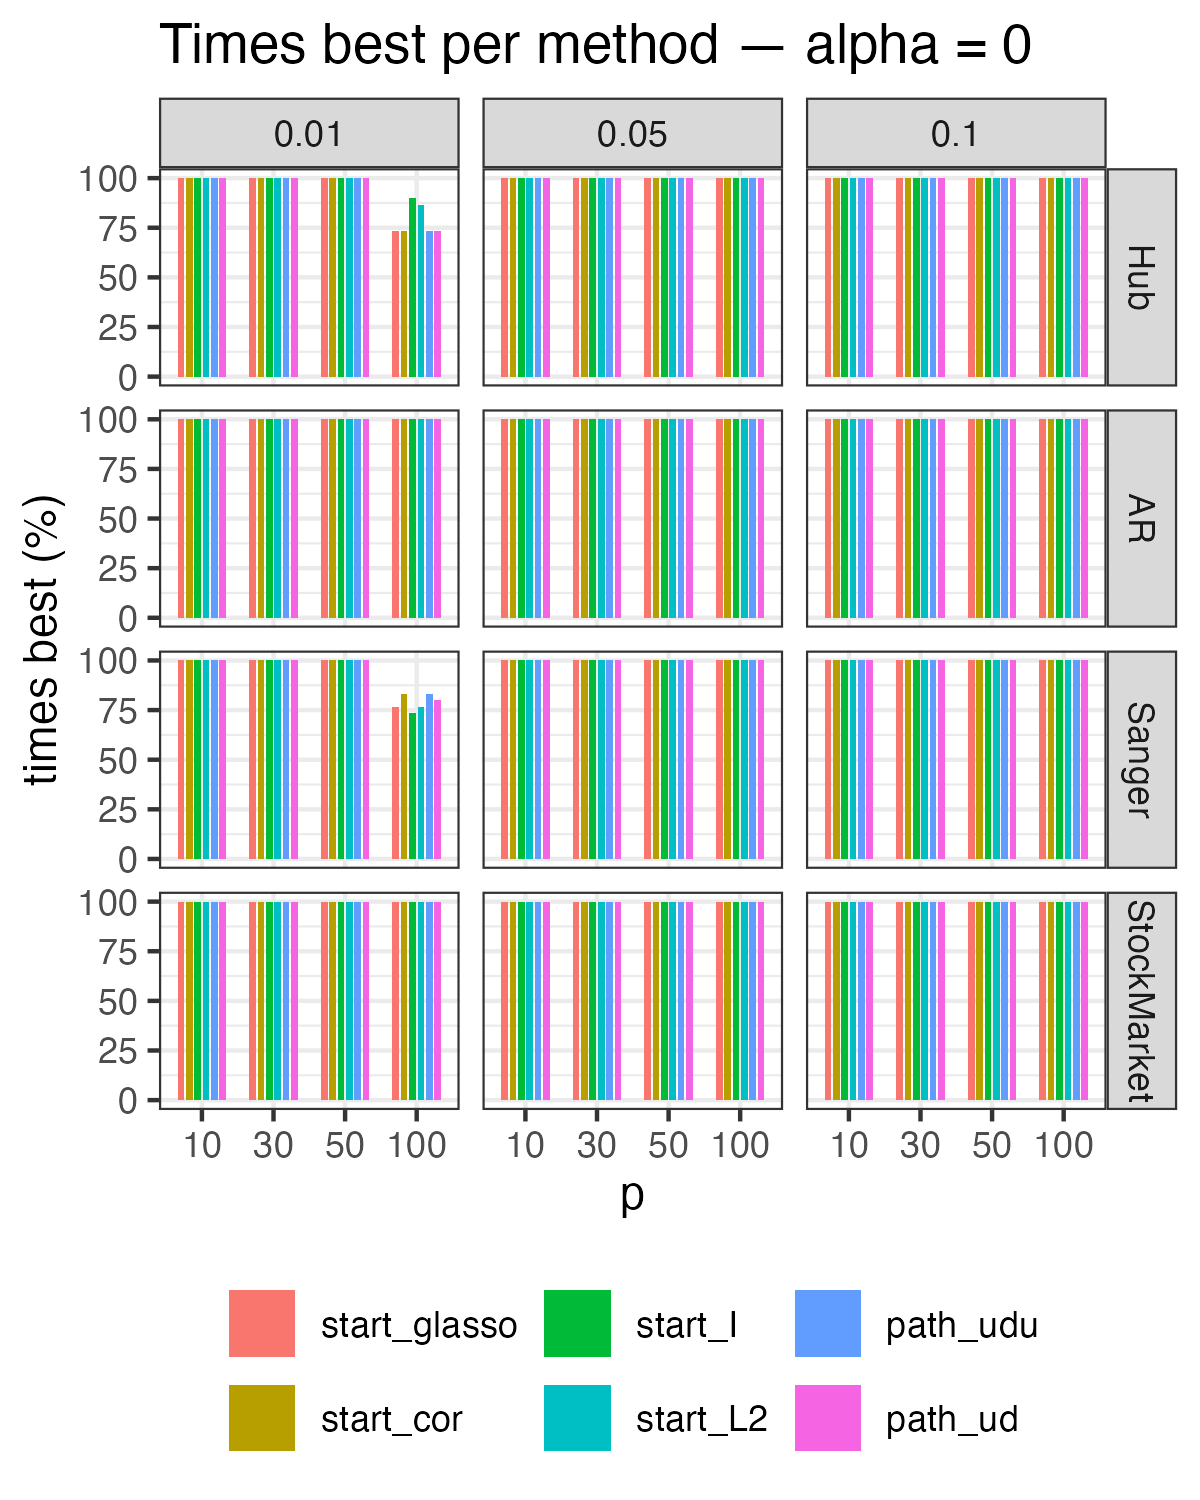 Times best per method — alpha = 0
0.01 0.05 0.1
100
75
50
25
0
Hub
100
75
50
25
0
AR
100
75
50
25
0
Sanger
100
75
50
25
0
StockMarket
times best (%)
10 30 50 100 10 30 50 100 10 30 50 100
p
start_glasso start_I path_udu
start_cor start_L2 path_ud